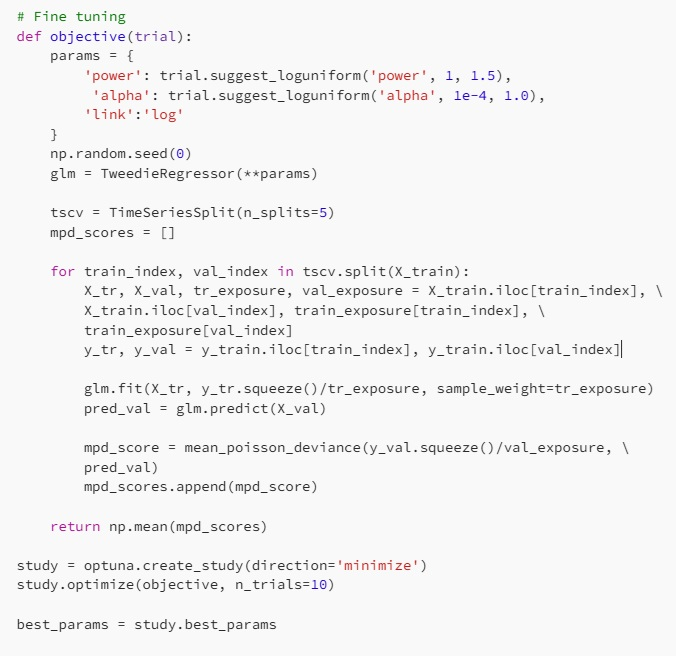 # Fine tuning
def objective(trial):
    params = {
        'power': trial.suggest_loguniform('power', 1, 1.5),
         'alpha': trial.suggest_loguniform('alpha', 1e-4, 1.0),
        'link':'log'
    }
    np.random.seed(0)
    glm = TweedieRegressor(**params)

    tscv = TimeSeriesSplit(n_splits=5)
    mpd_scores = []

    for train_index, val_index in tscv.split(X_train):
        X_tr, X_val, tr_exposure, val_exposure = X_train.iloc[train_index], \
        X_train.iloc[val_index], train_exposure[train_index], \
        train_exposure[val_index]
        y_tr, y_val = y_train.iloc[train_index], y_train.iloc[val_index]

        glm.fit(X_tr, y_tr.squeeze()/tr_exposure, sample_weight=tr_exposure)
        pred_val = glm.predict(X_val)

        mpd_score = mean_poisson_deviance(y_val.squeeze()/val_exposure, \
        pred_val)
        mpd_scores.append(mpd_score)

    return np.mean(mpd_scores)

study = optuna.create_study(direction='minimize')
study.optimize(objective, n_trials=10)

best_params = study.best_params